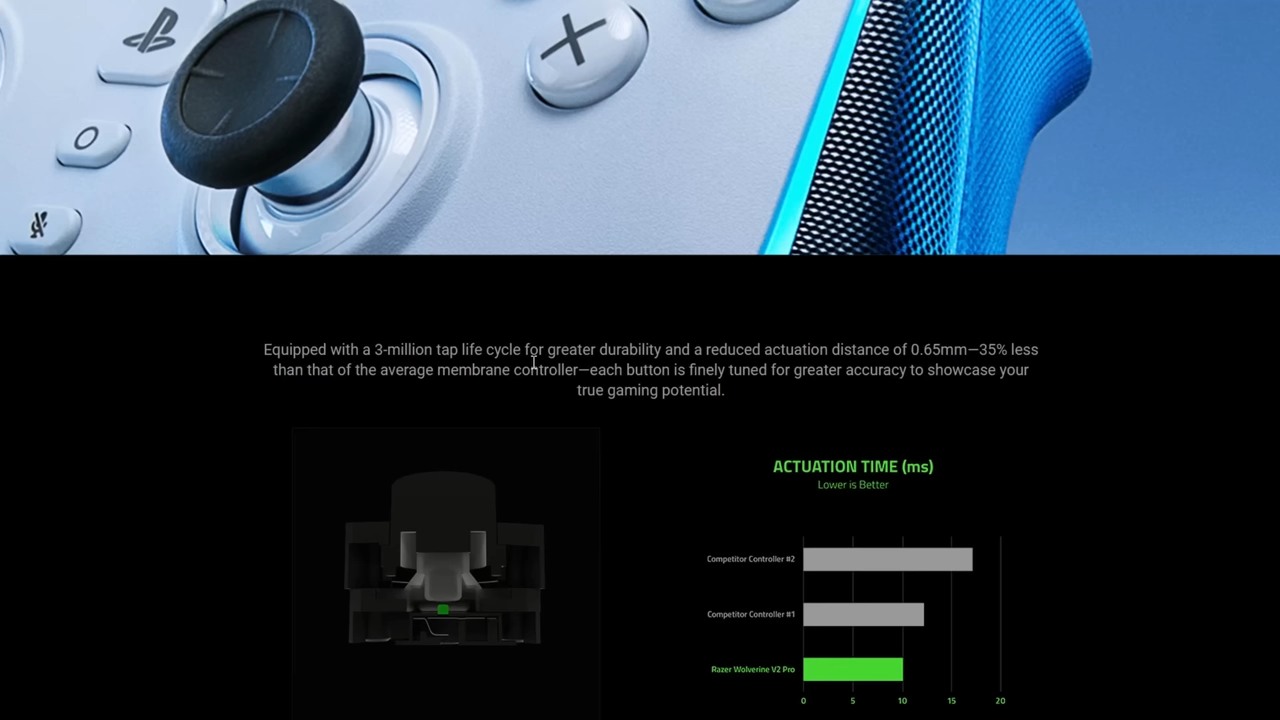 Equipped with a 3-million tap life cycle for greater durability and a reduced actuation distance of 0.65mm—35% less
than that of the average membrane controller—each button is finely tuned for greater accuracy to showcase your
true gaming potential.
ACTUATION TIME (ms)
Lower is Better
Competitor Controller #2
Competitor Controller #1
Razer Wolverine V2 Pro
0 5 10 15 20